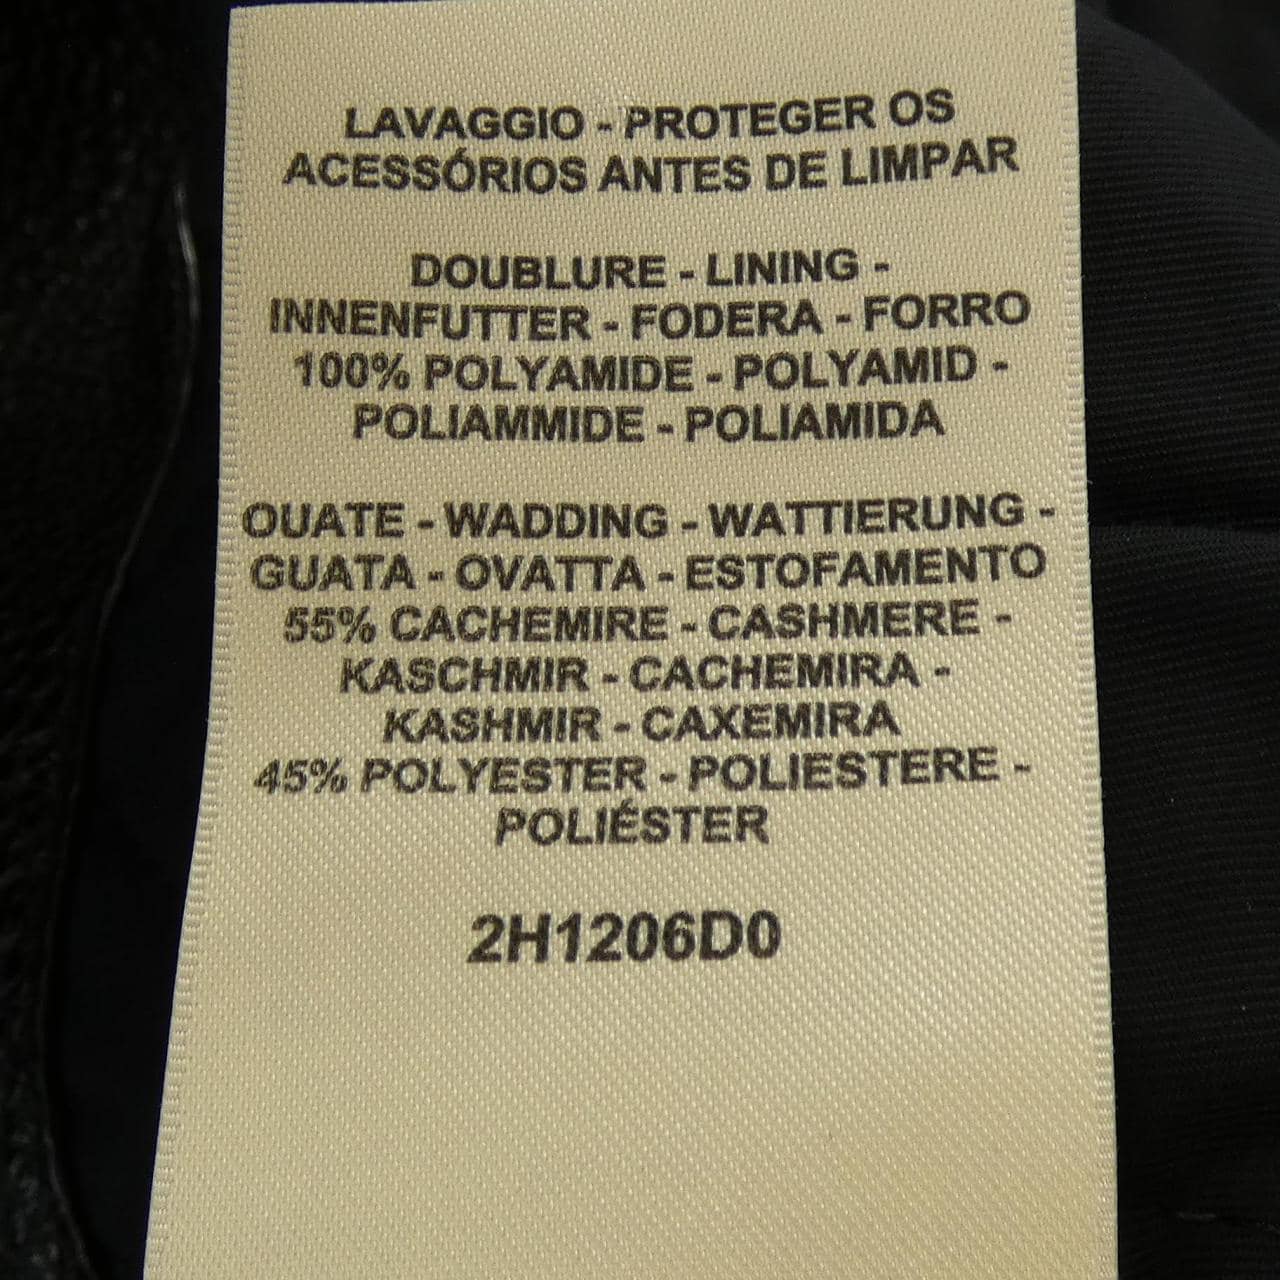 LAVAGGIO - PROTEGER OS
ACESSÓRIOS ANTES DE LIMPAR
DOUBLURE - LINING -
INNENFUTTER - FODERA - FORRO
100% POLYAMIDE - POLYAMID -
POLIAMMIDE - POLIAMIDA
OUATE - WADDING - WATTIERUNG -
GUATA - OVATTA - ESTOFAMENTO
55% CACHEMIRE - CASHMERE -
KASCHMIR - CACHEMIRA -
KASHMIR - CAXEMIRA
45% POLYESTER - POLIESTERE -
POLIÉSTER
2H1206D0